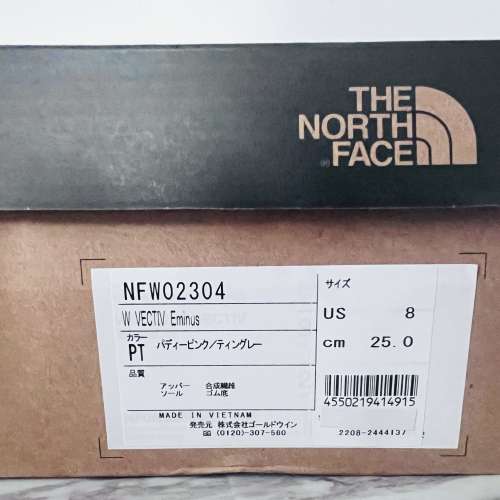 THE
NORTH
FACE
NFW02304
W VECTIV Eminus
カラー
PT パディーピンク/ティングレー
品質
アッパー 合成繊維
ソール ゴム底
MADE IN VIETNAM
発売元 株式会社ゴールドウイン
(0120)-307-560
サイズ
US 8
cm 25.0
4550219414915
2208-2444137